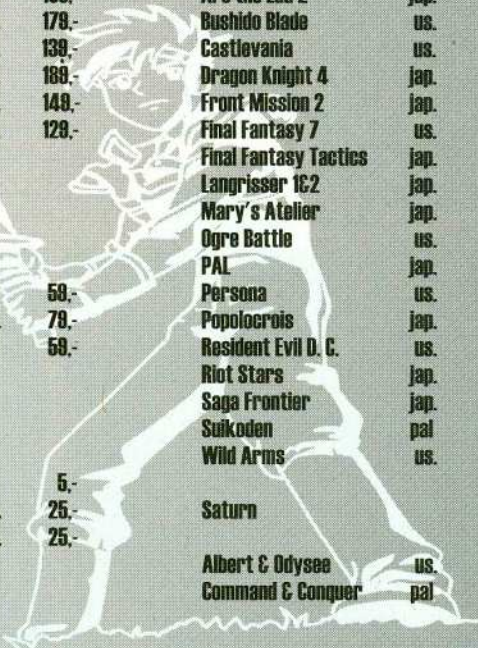 179,- Bushido Blade us.
139,- Castlevania us.
189,- Dragon Knight 4 jap.
149,- Front Mission 2 jap.
129,- Final Fantasy 7 us.
Final Fantasy Tactics jap.
Langrisser 1&2 jap.
Mary's Atelier jap.
Ogre Battle us.
PAL jap.
59,- Persona us.
79,- Popolocrois jap.
59,- Resident Evil D. C. us.
Riot Stars jap.
Saga Frontier jap.
Suikoden pal
Wild Arms us.
5,-
25,- Saturn
25,-
Albert & Odysee us.
Command & Conquer pal